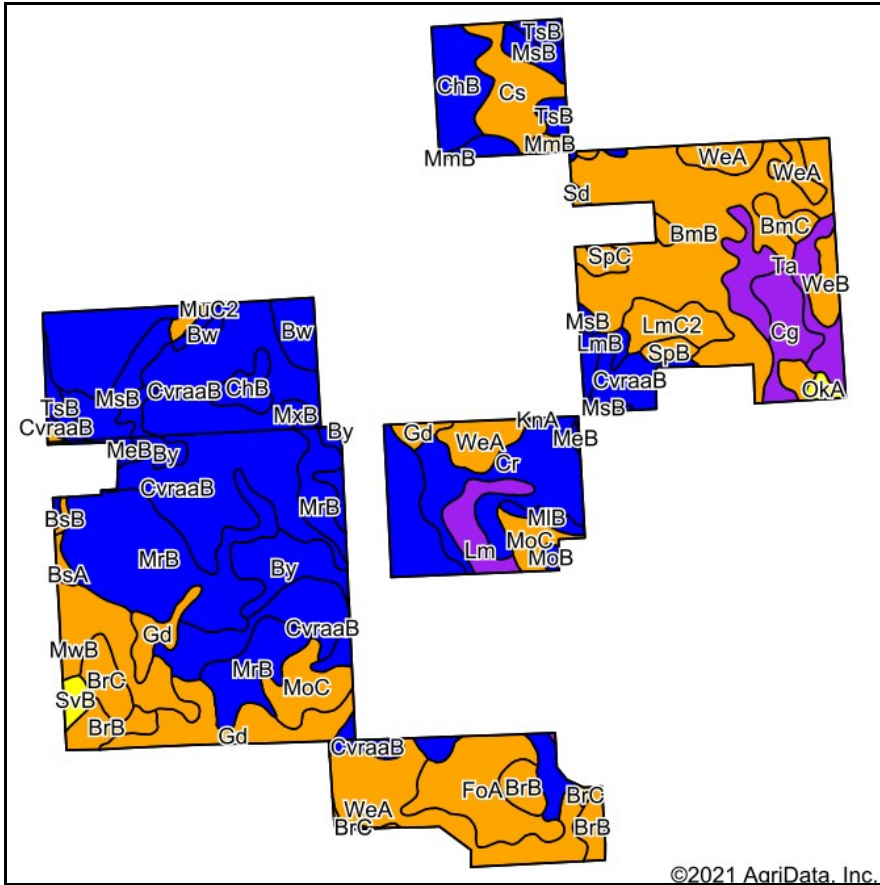 TsB
MsB
ChB
Cs
TsB
MmB
MmB
WeA
WeA
Sd
BmC
BmB
SpC
Ta
WeB
MuC2
Bw
Bw
MsB
LmC2
Cg
LmB
SpB
CvraaB
ChB
CvraaB
OkA
MsB
TsB
MsB
MxB
CvraaB
By
KnA
Gd
WeA
MeB
Cr
MeB
By
CvraaB
MrB
BsB
MlB
MoC
Lm
MoB
MrB
By
BsA
Gd
CvraaB
MwB
MrB
BrC
MoC
SvB
BrB
Gd
CvraaB
FoA
BrB
BrC
WeA
BrC
BrB
©2021 AgriData, Inc.